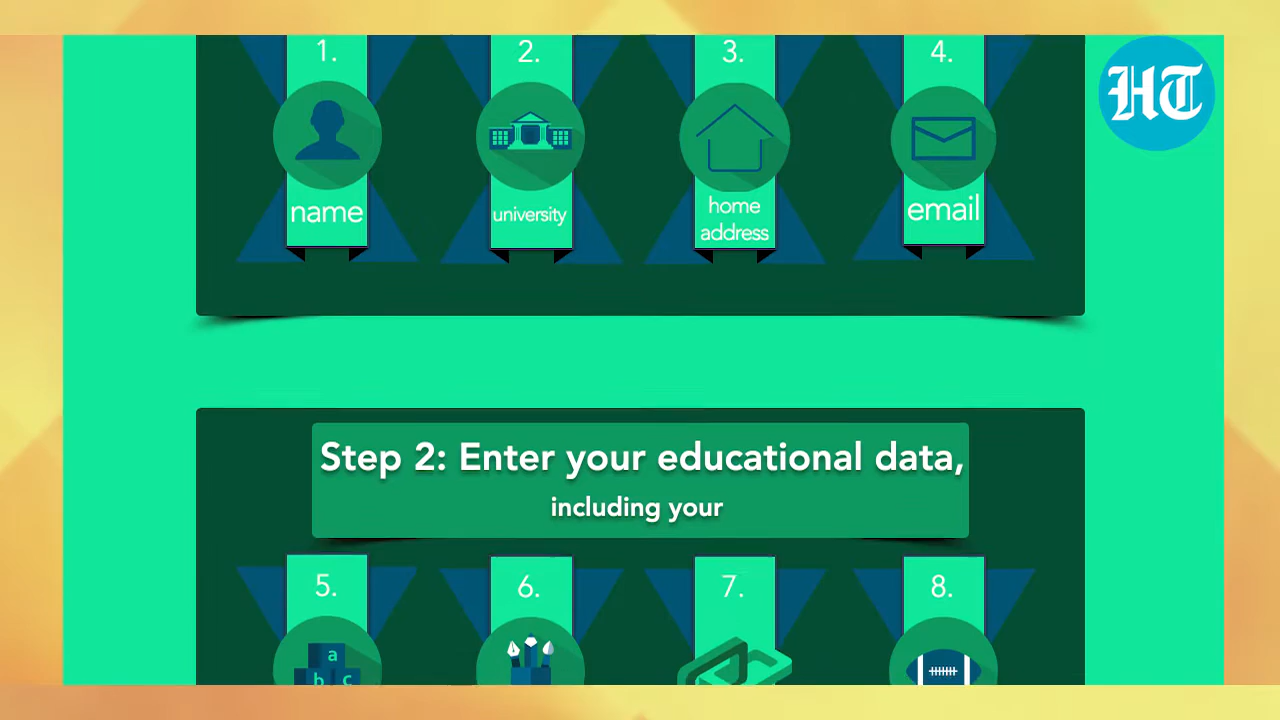 1.
2.
3.
4.
HT
name
university
home
address
email
Step 2: Enter your educational data,
including your
5.
6.
7.
8.
a
b c